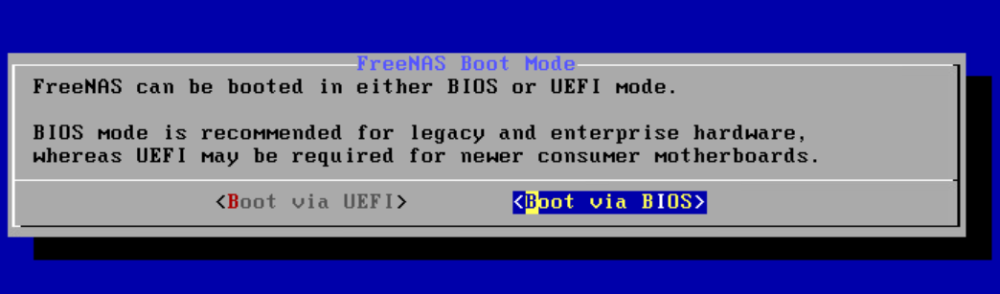 FreeNAS Boot Mode
FreeNAS can be booted in either BIOS or UEFI mode.
BIOS mode is recommended for legacy and enterprise hardware,
whereas UEFI may be required for newer consumer motherboards.
<Boot via UEFI> <Boot via BIOS>